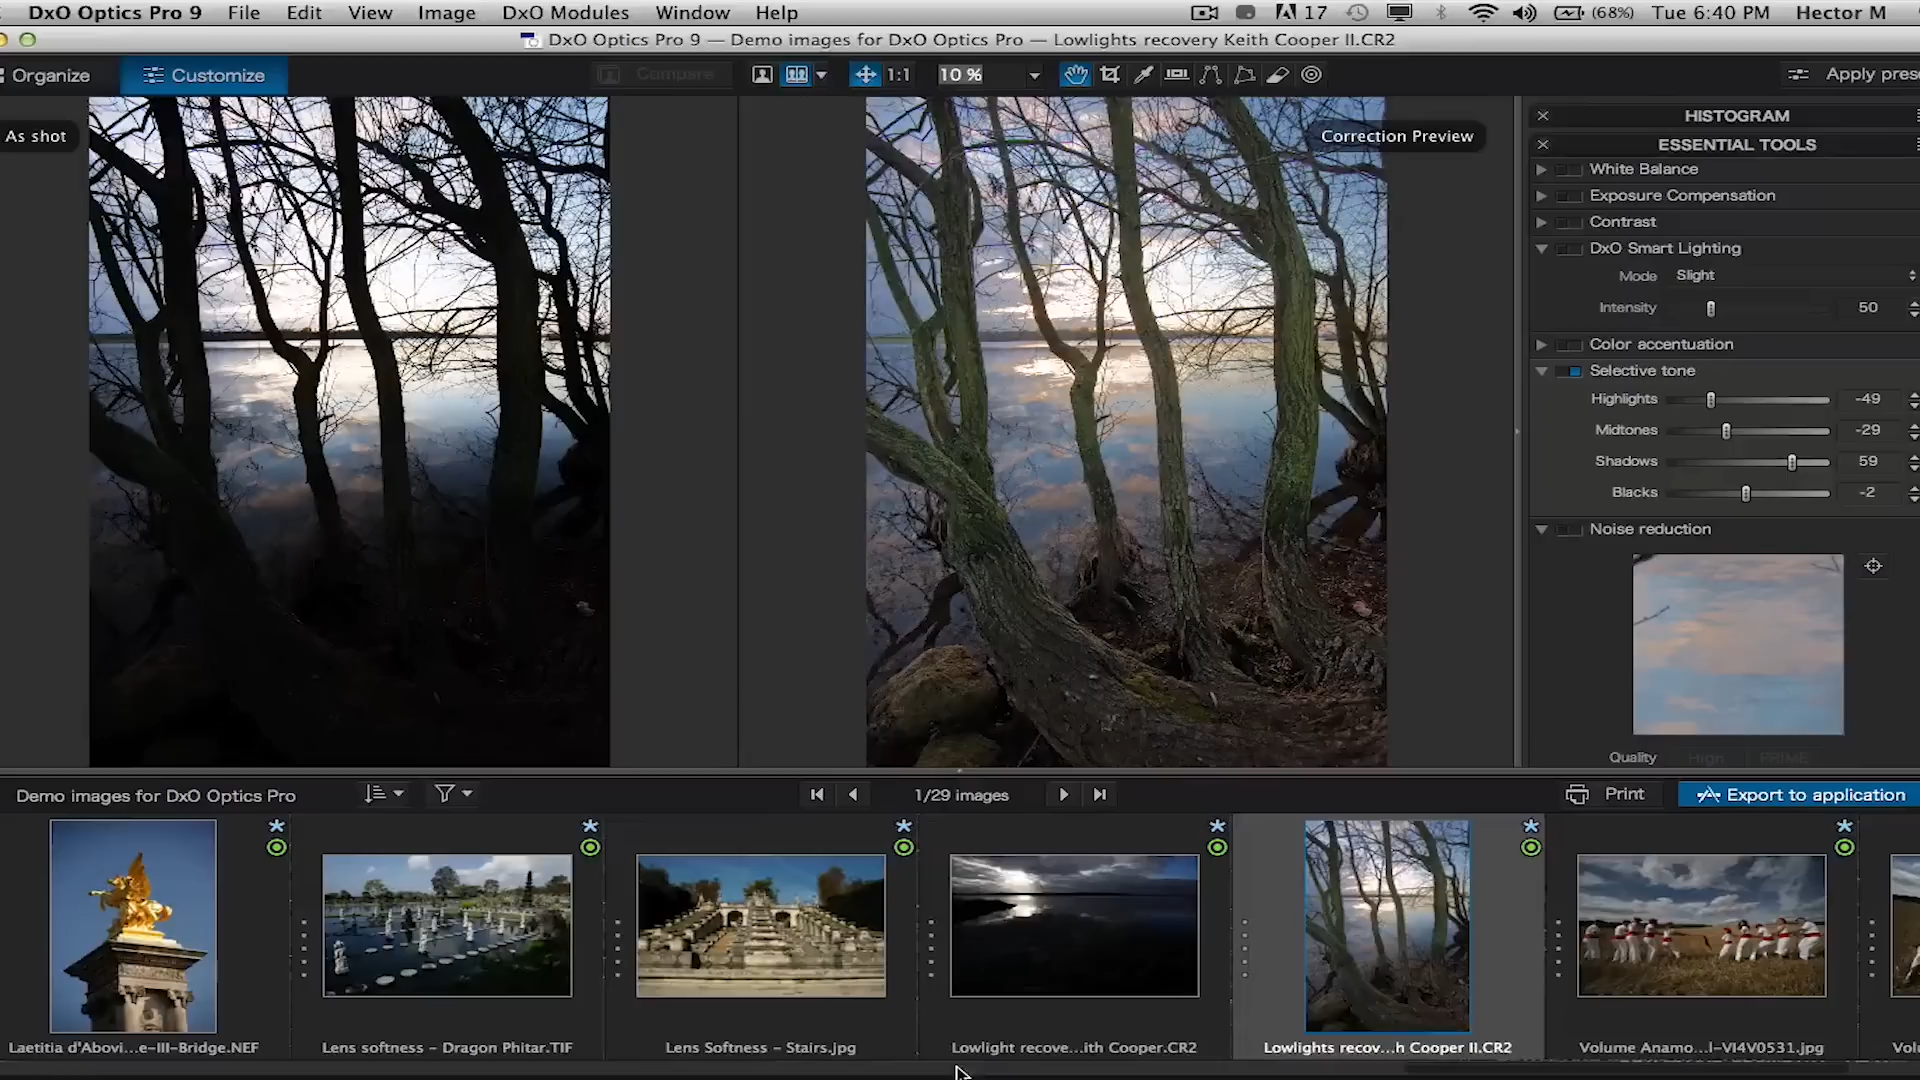 DxO Optics Pro 9 File Edit View Image DxO Modules Window Help 17 (68%) Tue 6:40 PM Hector M
DxO Optics Pro 9 — Demo images for DxO Optics Pro — Lowlights recovery Keith Cooper II.CR2
Organize Customize Compare 1:1 10 % Apply prese
As shot
Correction Preview
HISTOGRAM
ESSENTIAL TOOLS
White Balance
Exposure Compensation
Contrast
DxO Smart Lighting
Mode Slight
Intensity 50
Color accentuation
Selective tone
Highlights -49
Midtones -29
Shadows 59
Blacks -2
Noise reduction
Quality High PRIME
Demo images for DxO Optics Pro 1/29 images Print Export to application
Laetitia d'Abovi...e-III-Bridge.NEF Lens softness – Dragon Phitar.TIF Lens Softness – Stairs.jpg Lowlight recove...ith Cooper.CR2 Lowlights recov...h Cooper II.CR2 Volume Anamo...l-VI4V0531.jpg Volu